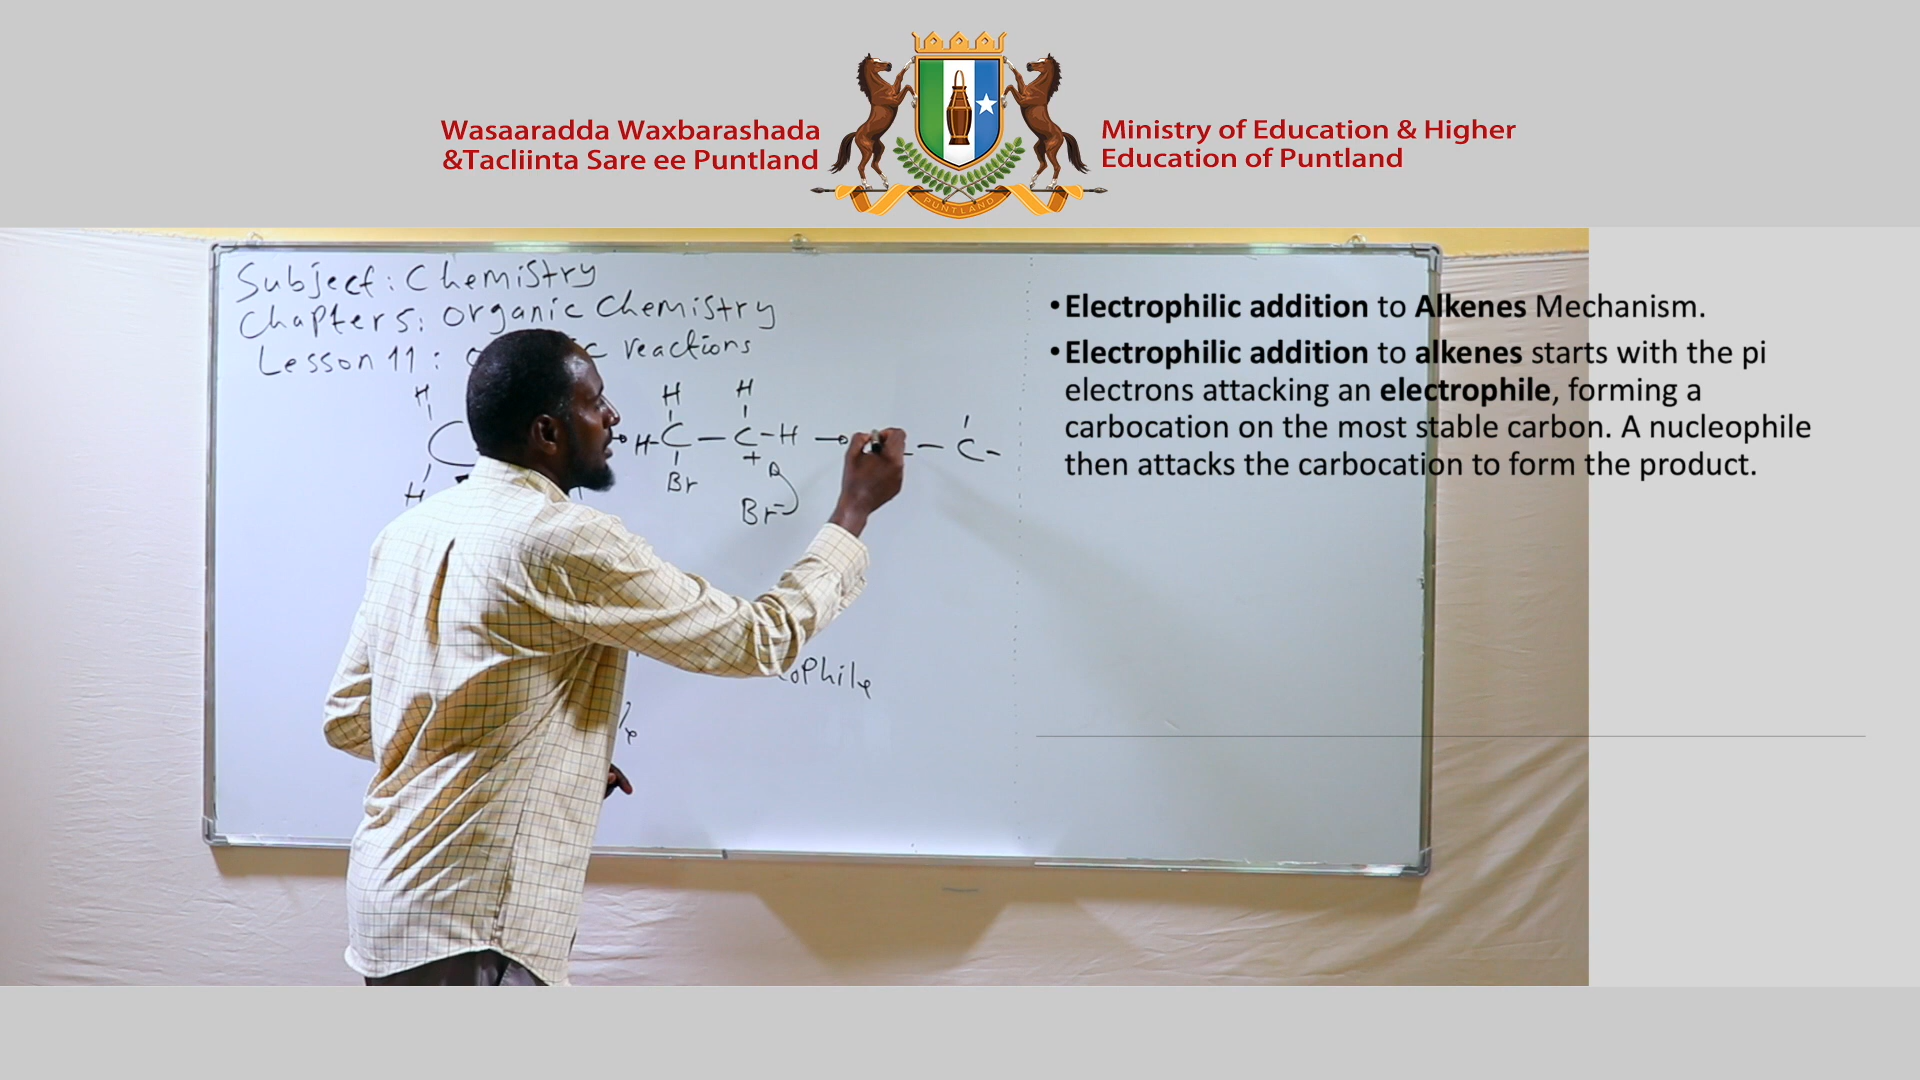 Wasaaradda Waxbarashada
&Tacliinta Sare ee Puntland
PUNTLAND
Ministry of Education & Higher
Education of Puntland
Subject: Chemistry
Chapter 5: organic chemistry
Lesson 11: reactions
H
H H
C H-C-C-H C-C-
+
H Br
Br-
•Electrophilic addition to Alkenes Mechanism.
•Electrophilic addition to alkenes starts with the pi
electrons attacking an electrophile, forming a
carbocation on the most stable carbon. A nucleophile
then attacks the carbocation to form the product.